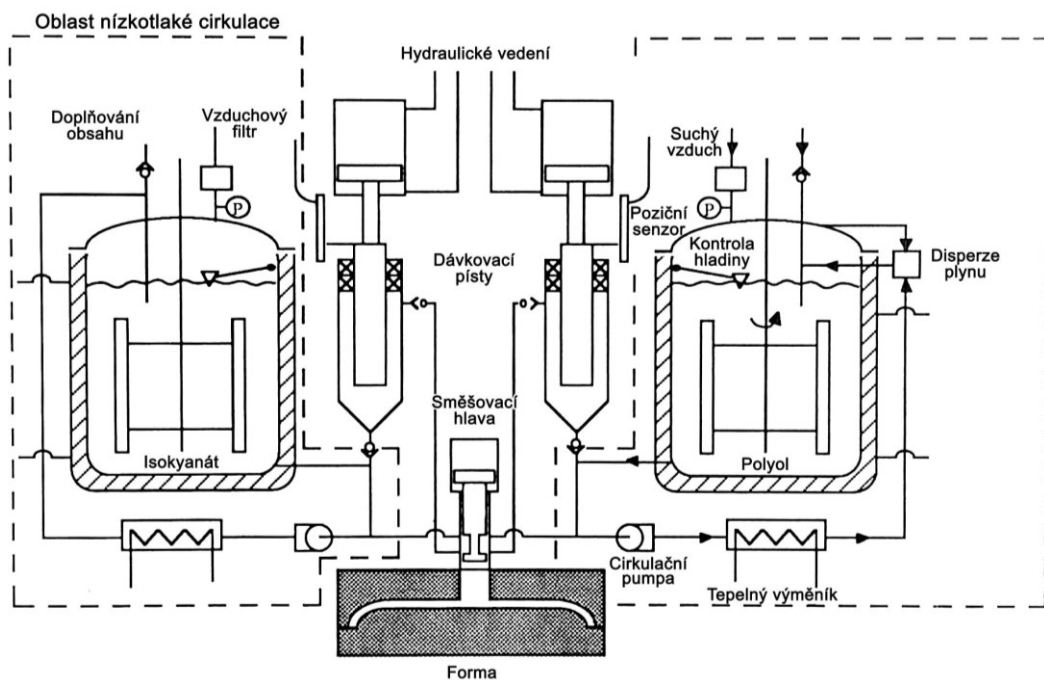 Oblast nízkotlaké cirkulace
Hydraulické vedení
Doplňování
obsahu
Vzduchový
filtr
Suchý
vzduch
P
P
Poziční
senzor
Kontrola
hladiny
Disperze
plynu
Dávkovací
písty
Směšovací
hlava
Isokyanát
Polyol
Cirkulační
pumpa
Tepelný výměník
Forma